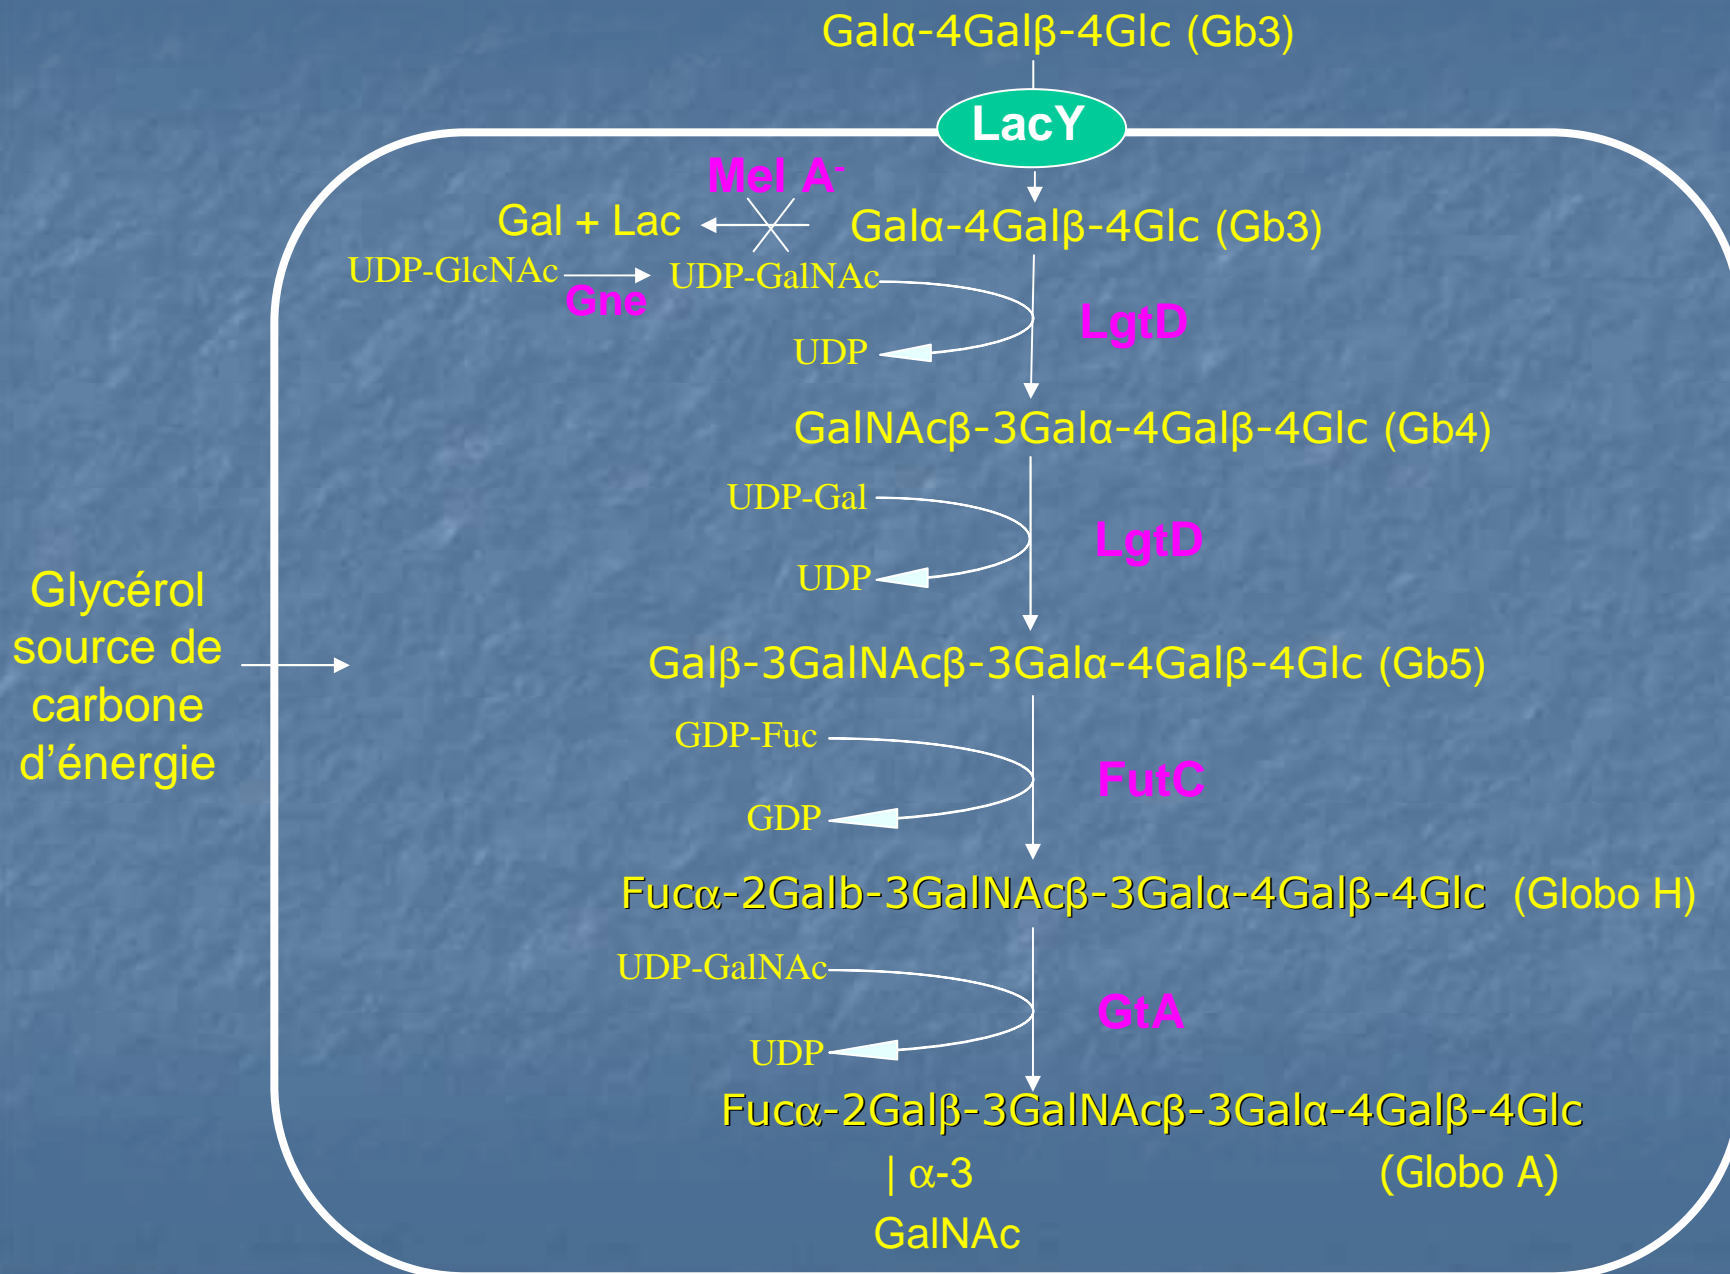 Galα-4Galβ-4Glc (Gb3)
LacY
Mel A-
Gal + Lac
Galα-4Galβ-4Glc (Gb3)
UDP-GlcNAc
Gne
UDP-GalNAc
LgtD
UDP
GalNAcβ-3Galα-4Galβ-4Glc (Gb4)
UDP-Gal
LgtD
UDP
Glycérol
source de
carbone
d’énergie
Galβ-3GalNAcβ-3Galα-4Galβ-4Glc (Gb5)
GDP-Fuc
FutC
GDP
Fucα-2Galb-3GalNAcβ-3Galα-4Galβ-4Glc (Globo H)
UDP-GalNAc
GtA
UDP
Fucα-2Galβ-3GalNAcβ-3Galα-4Galβ-4Glc
| α-3 (Globo A)
GalNAc